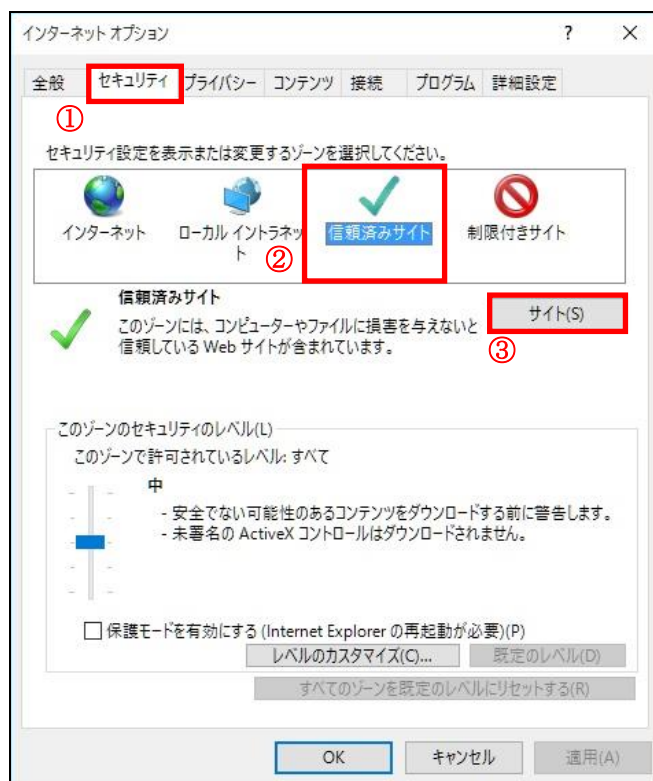 インターネット オプション ? ×
全般 セキュリティ プライバシー コンテンツ 接続 プログラム 詳細設定
①
セキュリティ設定を表示または変更するゾーンを選択してください。
インターネット ローカル イントラネッ 信頼済みサイト 制限付きサイト
ト ②
信頼済みサイト
サイト(S)
このゾーンには、コンピューターやファイルに損害を与えないと
信頼している Web サイトが含まれています。
③
このゾーンのセキュリティのレベル(L)
このゾーンで許可されているレベル: すべて
中
- 安全でない可能性のあるコンテンツをダウンロードする前に警告します。
- 未署名の ActiveX コントロールはダウンロードされません。
保護モードを有効にする (Internet Explorer の再起動が必要)(P)
レベルのカスタマイズ(C)... 既定のレベル(D)
すべてのゾーンを既定のレベルにリセットする(R)
OK キャンセル 適用(A)